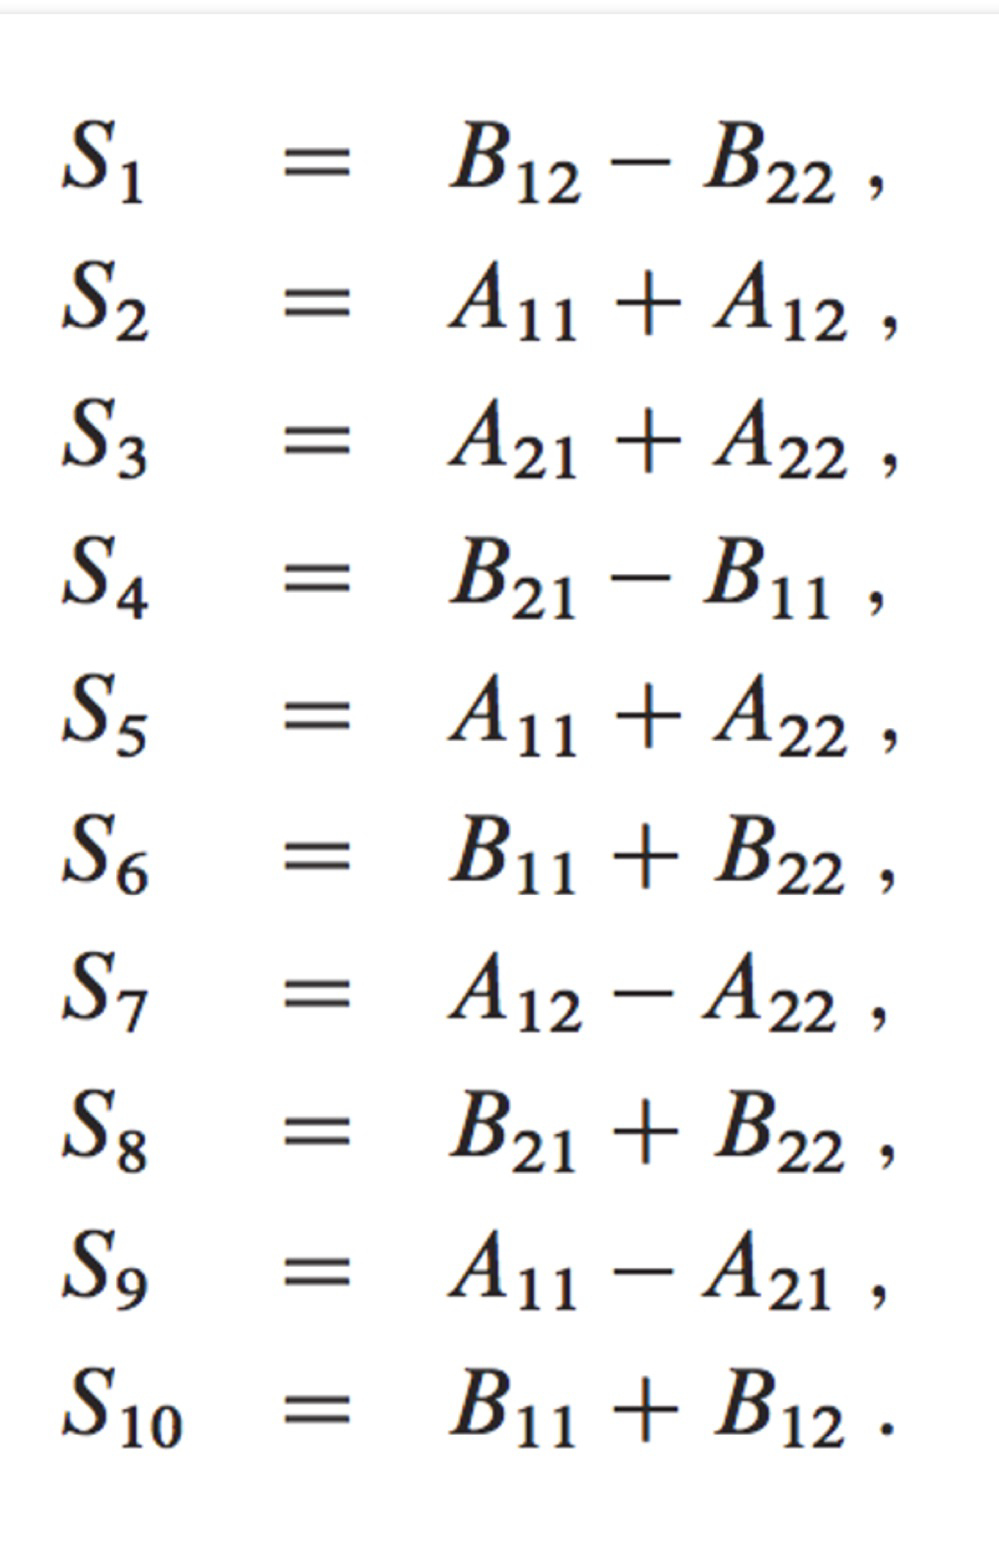 S₁ = B₁₂ − B₂₂ ,
S₂ = A₁₁ + A₁₂ ,
S₃ = A₂₁ + A₂₂ ,
S₄ = B₂₁ − B₁₁ ,
S₅ = A₁₁ + A₂₂ ,
S₆ = B₁₁ + B₂₂ ,
S₇ = A₁₂ − A₂₂ ,
S₈ = B₂₁ + B₂₂ ,
S₉ = A₁₁ − A₂₁ ,
S₁₀ = B₁₁ + B₁₂ .